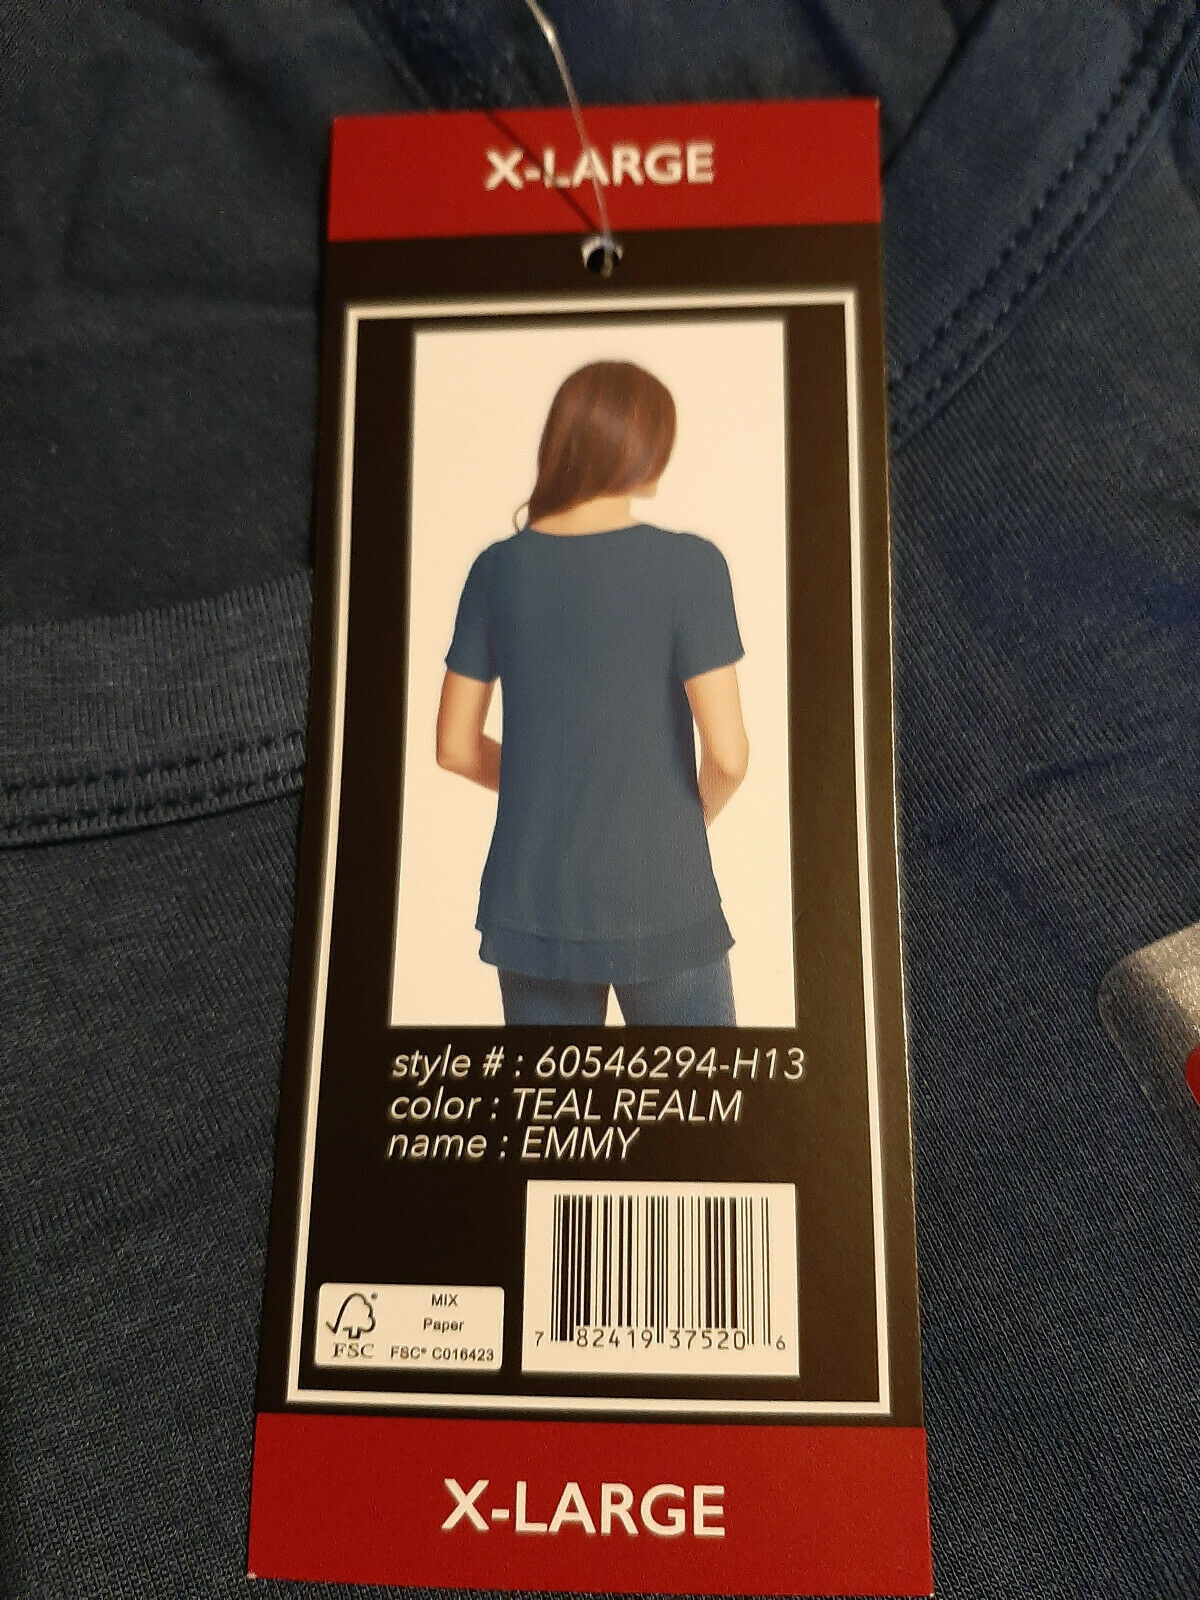 X-LARGE
style # : 60546294-H13
color : TEAL REALM
name : EMMY
7 82419 37520 6
MIX
Paper
FSC® C016423
FSC
X-LARGE